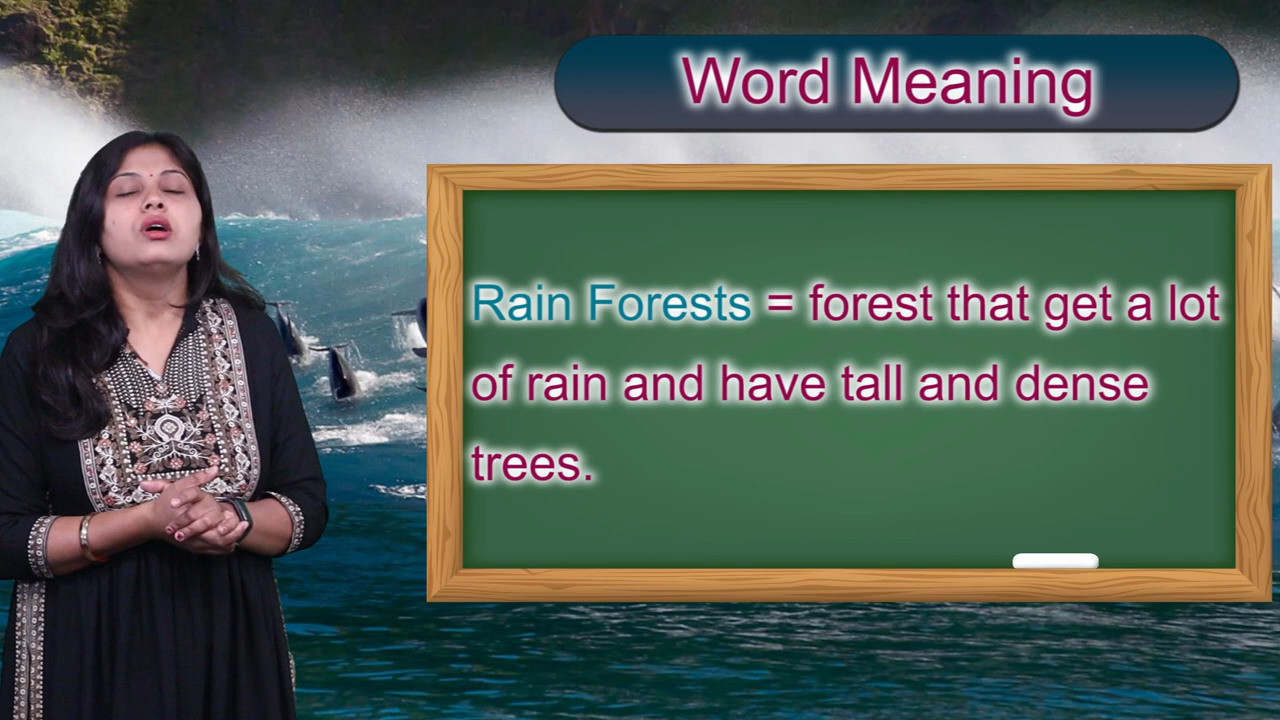 Word Meaning
Rain Forests = forest that get a lot
of rain and have tall and dense
trees.